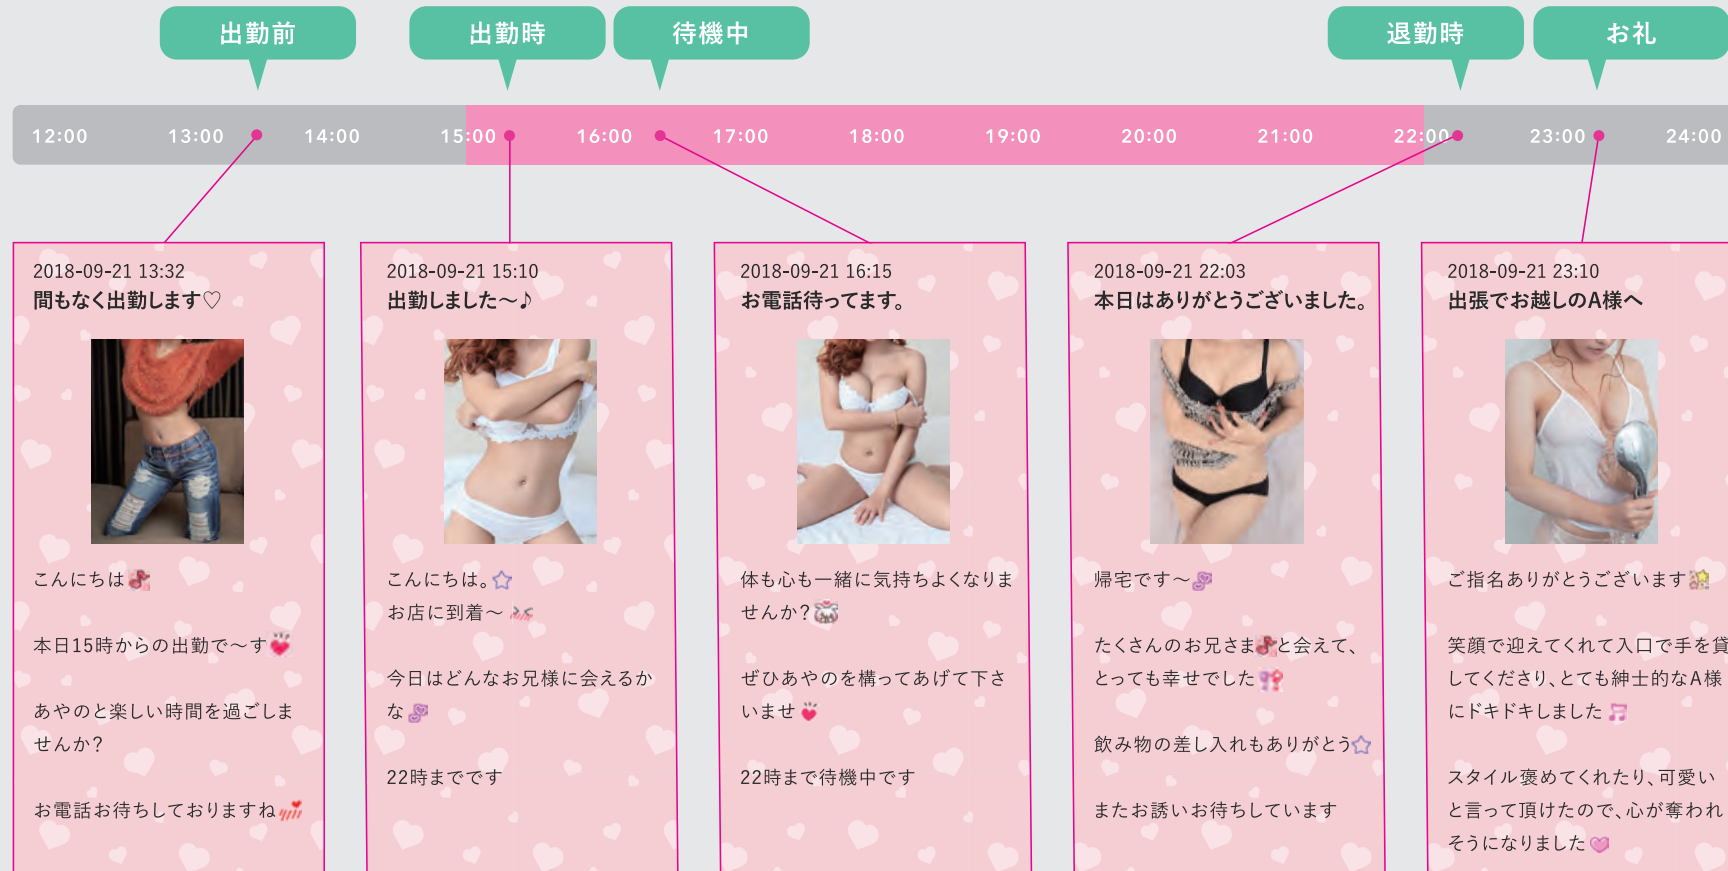 出勤前
出勤時
待機中
退勤時
お礼
12:00 13:00 14:00 15:00 16:00 17:00 18:00 19:00 20:00 21:00 22:00 23:00 24:00
2018-09-21 13:32
間もなく出勤します♡
こんにちは
本日15時からの出勤で〜す
あやのと楽しい時間を過ごしま
せんか?
お電話お待ちしておりますね
2018-09-21 15:10
出勤しました〜♪
こんにちは。
お店に到着〜
今日はどんなお兄様に会えるか
な
22時までです
2018-09-21 16:15
お電話待ってます。
体も心も一緒に気持ちよくなりま
せんか?
ぜひあやのを構ってあげて下さ
いませ
22時まで待機中です
2018-09-21 22:03
本日はありがとうございました。
帰宅です〜
たくさんのお兄さまと会えて、
とっても幸せでした
飲み物の差し入れもありがとう
またお誘いお待ちしています
2018-09-21 23:10
出張でお越しのA様へ
ご指名ありがとうございます
笑顔で迎えてくれて入口で手を貸
してくださり、とても紳士的なA様
にドキドキしました
スタイル褒めてくれたり、可愛い
と言って頂けたので、心が奪われ
そうになりました